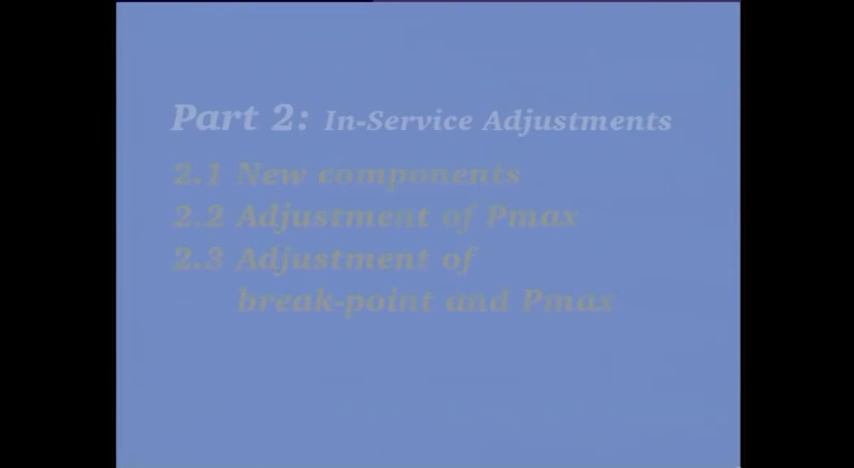 Part 2: In-Service Adjustments
2.1 New components
2.2 Adjustment of Pmax
2.3 Adjustment of
break-point and Pmax